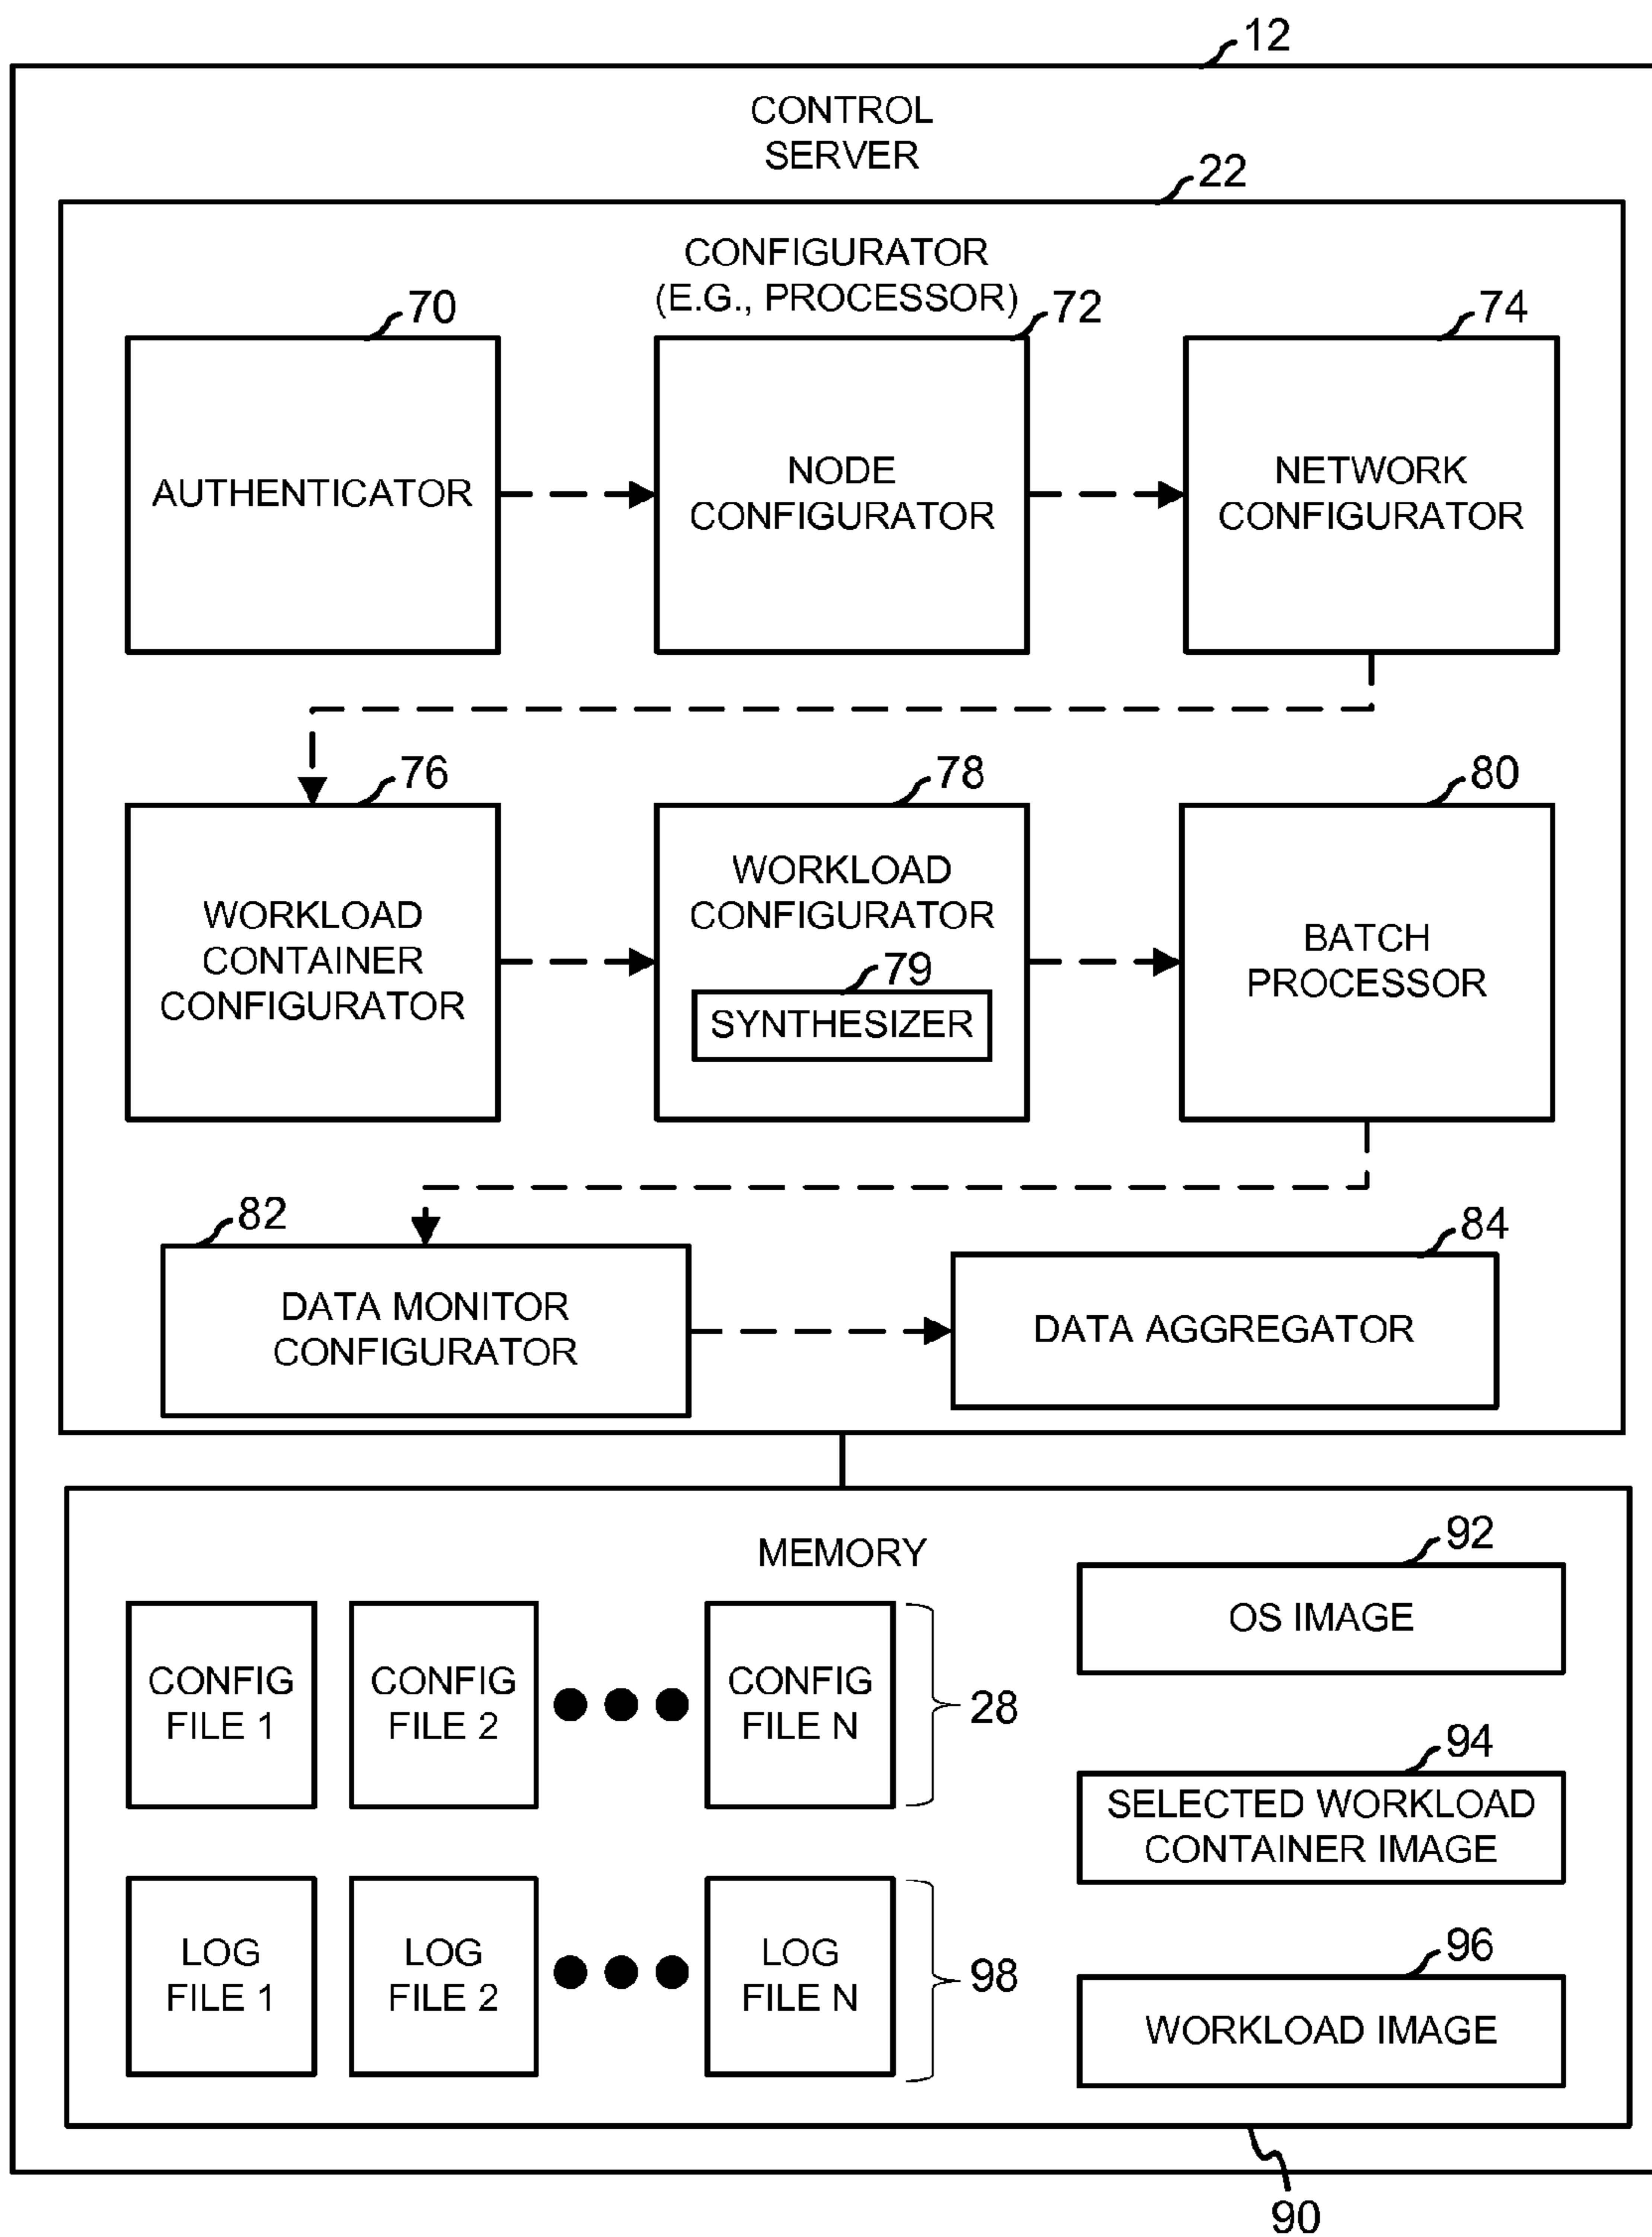 12
CONTROL
SERVER
22
CONFIGURATOR
(E.G., PROCESSOR)
70
72
74
AUTHENTICATOR
NODE
CONFIGURATOR
NETWORK
CONFIGURATOR
76
78
80
WORKLOAD
CONTAINER
CONFIGURATOR
WORKLOAD
CONFIGURATOR
79
SYNTHESIZER
BATCH
PROCESSOR
82
84
DATA MONITOR
CONFIGURATOR
DATA AGGREGATOR
MEMORY
92
OS IMAGE
CONFIG
FILE 1
CONFIG
FILE 2
CONFIG
FILE N
28
94
SELECTED WORKLOAD
CONTAINER IMAGE
LOG
FILE 1
LOG
FILE 2
LOG
FILE N
98
96
WORKLOAD IMAGE
90